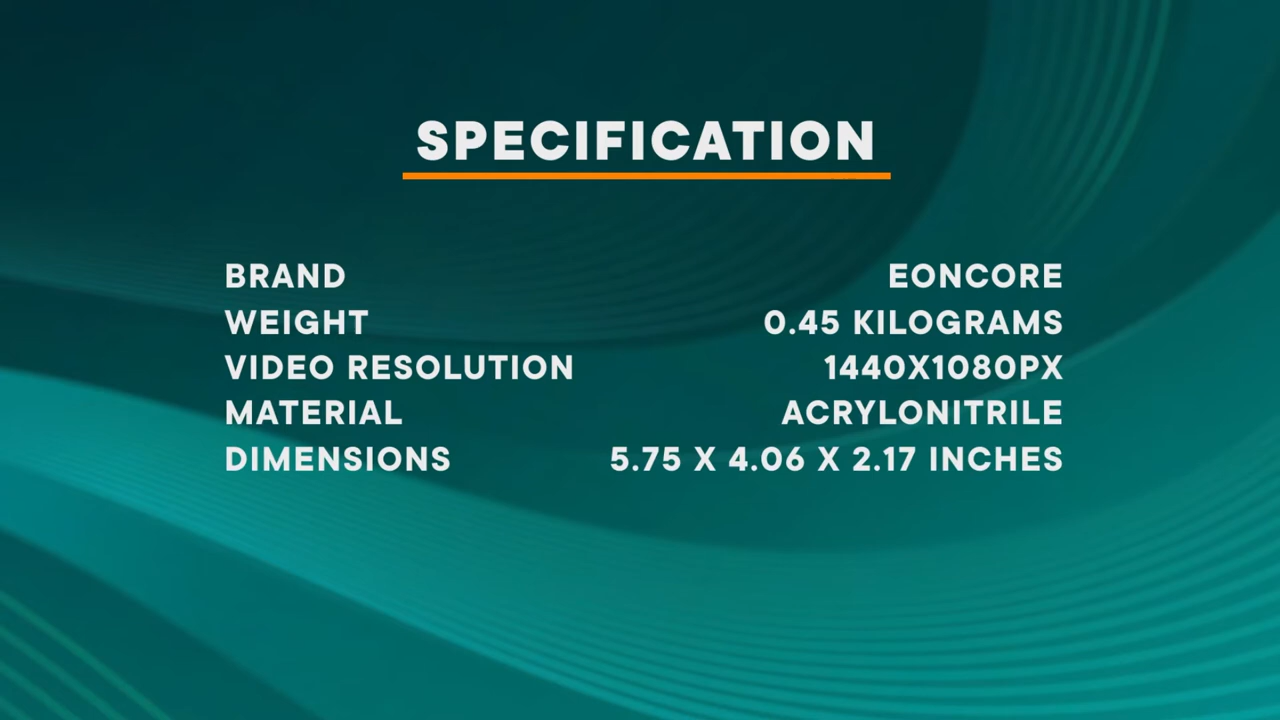 SPECIFICATION
BRAND EONCORE
WEIGHT 0.45 KILOGRAMS
VIDEO RESOLUTION 1440X1080PX
MATERIAL ACRYLONITRILE
DIMENSIONS 5.75 X 4.06 X 2.17 INCHES